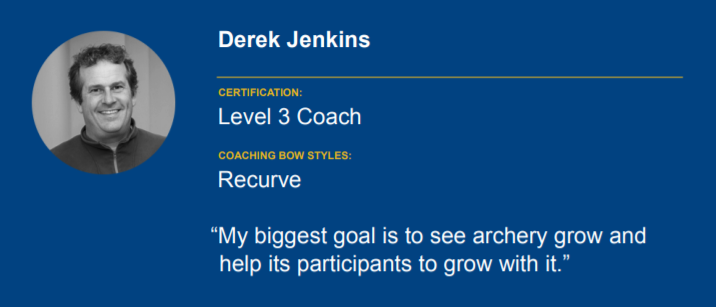 Derek Jenkins
CERTIFICATION:
Level 3 Coach
COACHING BOW STYLES:
Recurve
“My biggest goal is to see archery grow and
help its participants to grow with it.”